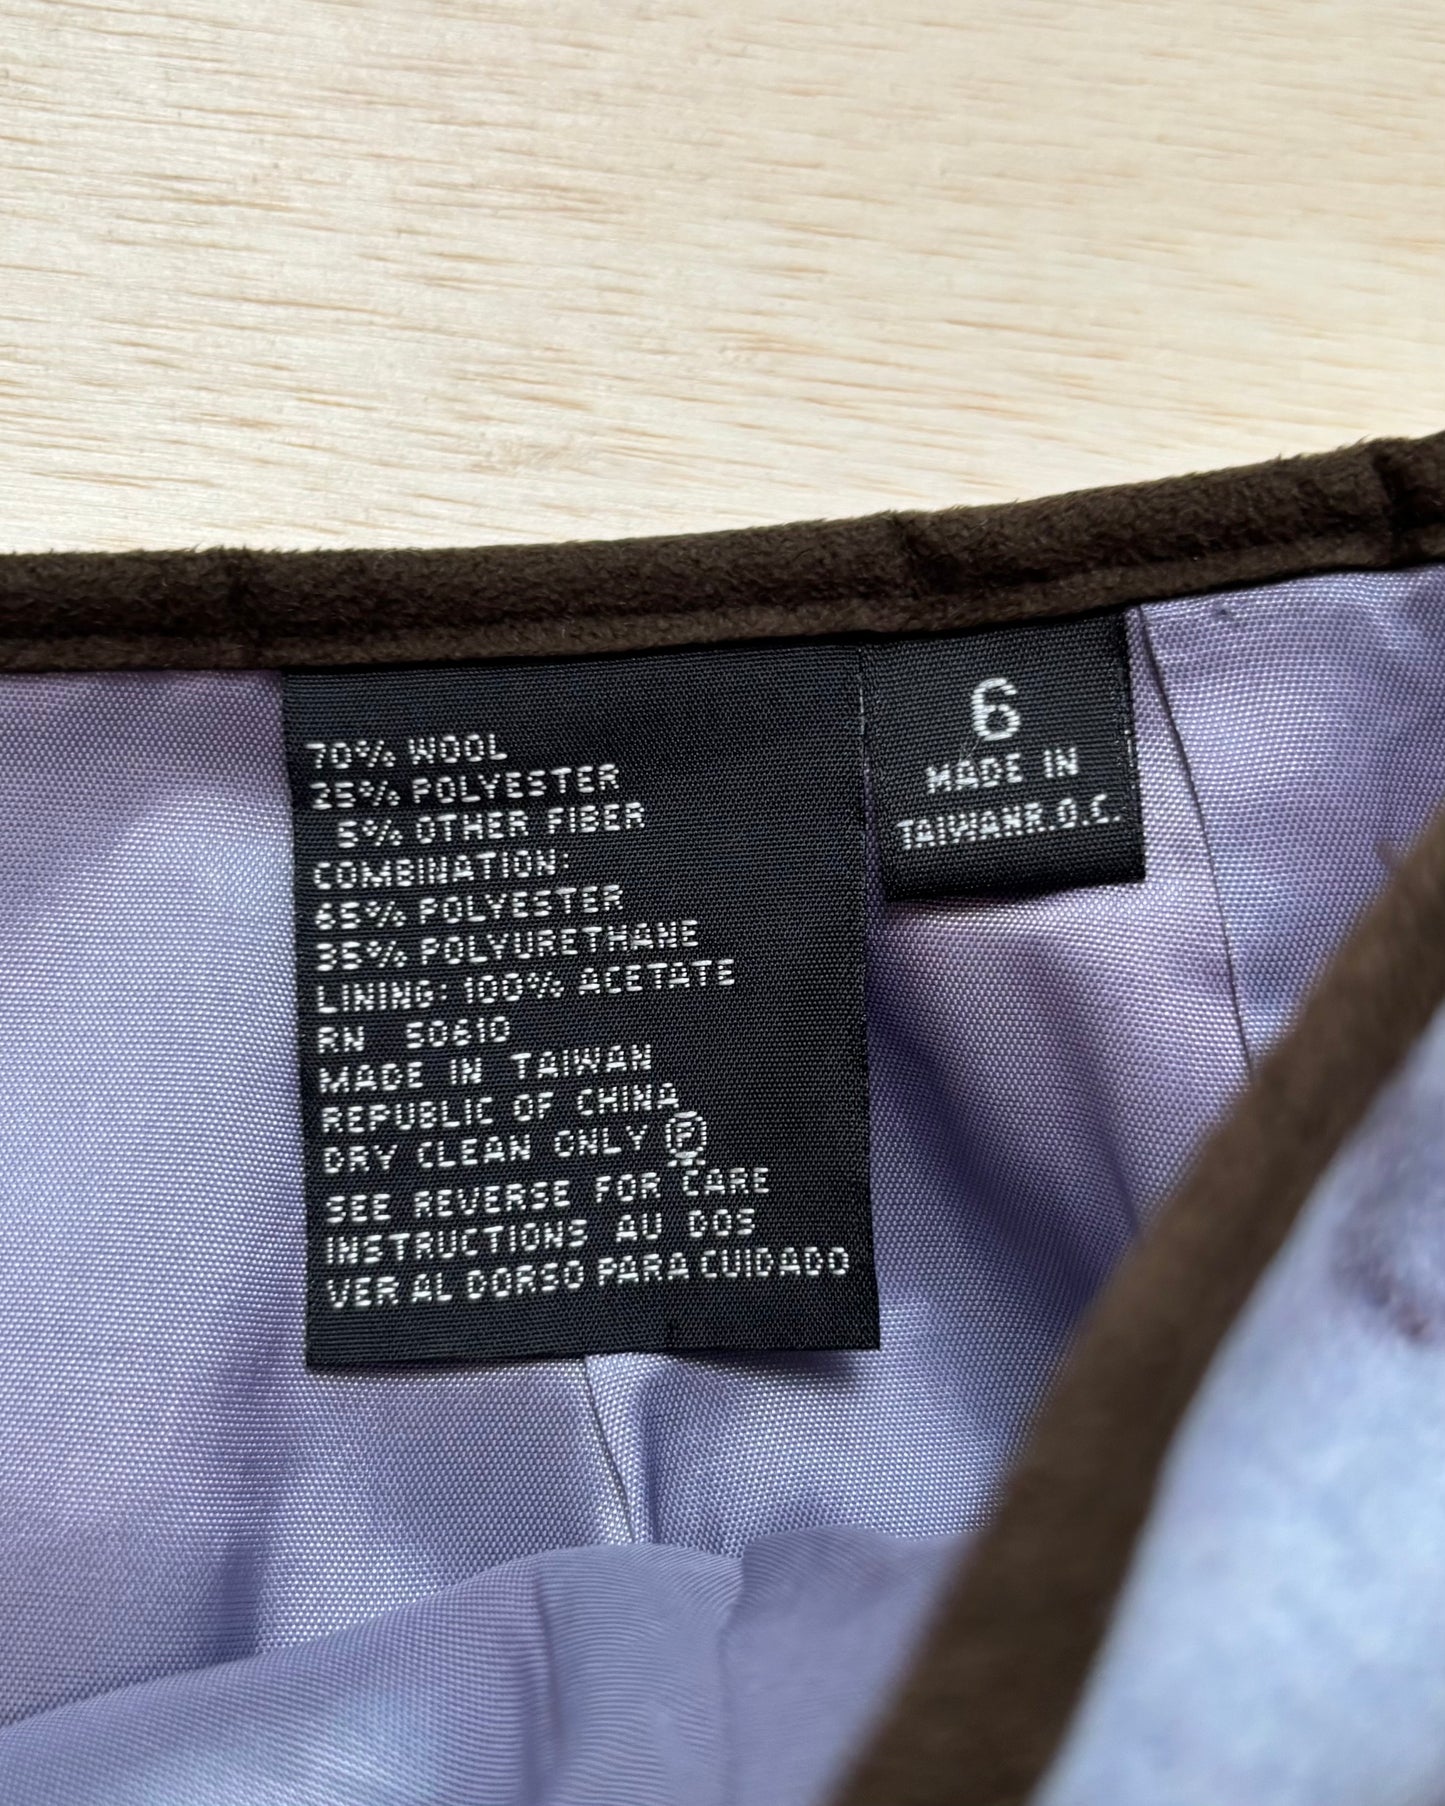 70% WOOL
25% POLYESTER
5% OTHER FIBER
COMBINATION:
65% POLYESTER
35% POLYURETHANE
LINING: 100% ACETATE
RN 50610
MADE IN TAIWAN
REPUBLIC OF CHINA
DRY CLEAN ONLY Ⓟ
SEE REVERSE FOR CARE
INSTRUCTIONS AU DOS
VER AL DORSO PARA CUIDADO
6
MADE IN
TAIWANR.O.C.